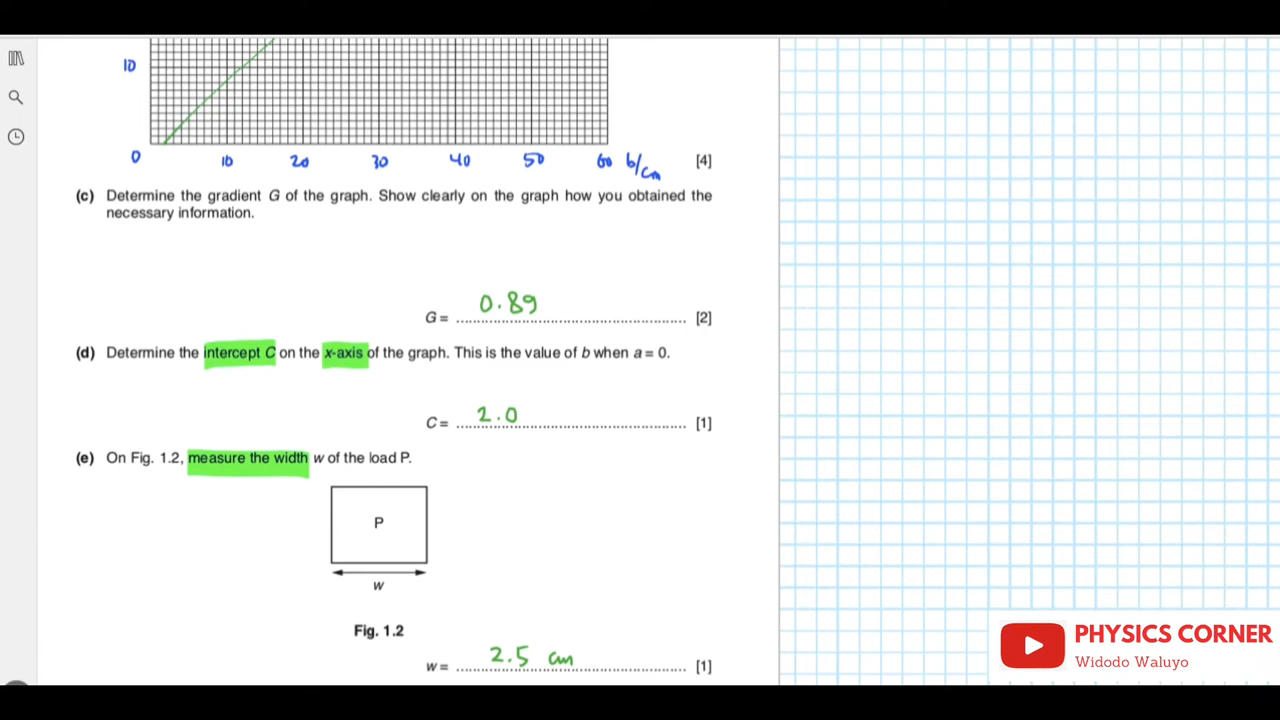 10
0 10 20 30 40 50 60 b/cm [4]
(c) Determine the gradient G of the graph. Show clearly on the graph how you obtained the
necessary information.
G = 0.89 [2]
(d) Determine the intercept C on the x-axis of the graph. This is the value of b when a = 0.
C = 2.0 [1]
(e) On Fig. 1.2, measure the width w of the load P.
P
w
Fig. 1.2
w = 2.5 cm [1]
PHYSICS CORNER
Widodo Waluyo